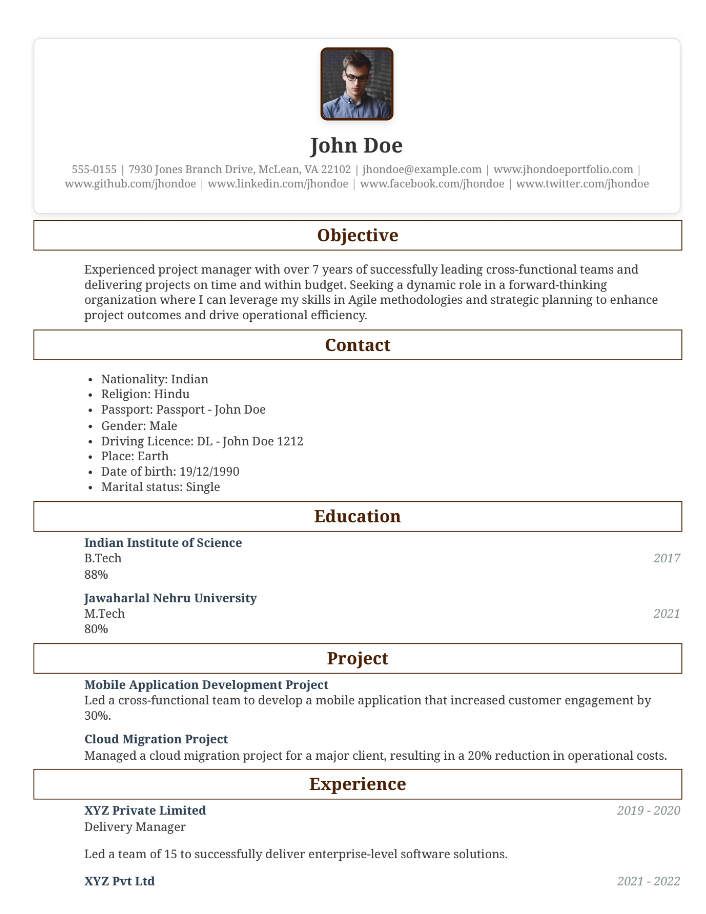 John Doe
555-0155 | 7930 Jones Branch Drive, McLean, VA 22102 | jhondoe@example.com | www.jhondoeportfolio.com |
www.github.com/jhondoe | www.linkedin.com/jhondoe | www.facebook.com/jhondoe | www.twitter.com/jhondoe
Objective
Experienced project manager with over 7 years of successfully leading cross-functional teams and
delivering projects on time and within budget. Seeking a dynamic role in a forward-thinking
organization where I can leverage my skills in Agile methodologies and strategic planning to enhance
project outcomes and drive operational efficiency.
Contact
• Nationality: Indian
• Religion: Hindu
• Passport: Passport - John Doe
• Gender: Male
• Driving Licence: DL - John Doe 1212
• Place: Earth
• Date of birth: 19/12/1990
• Marital status: Single
Education
Indian Institute of Science
B.Tech 2017
88%
Jawaharlal Nehru University
M.Tech 2021
80%
Project
Mobile Application Development Project
Led a cross-functional team to develop a mobile application that increased customer engagement by
30%.
Cloud Migration Project
Managed a cloud migration project for a major client, resulting in a 20% reduction in operational costs.
Experience
XYZ Private Limited 2019 - 2020
Delivery Manager
Led a team of 15 to successfully deliver enterprise-level software solutions.
XYZ Pvt Ltd 2021 - 2022